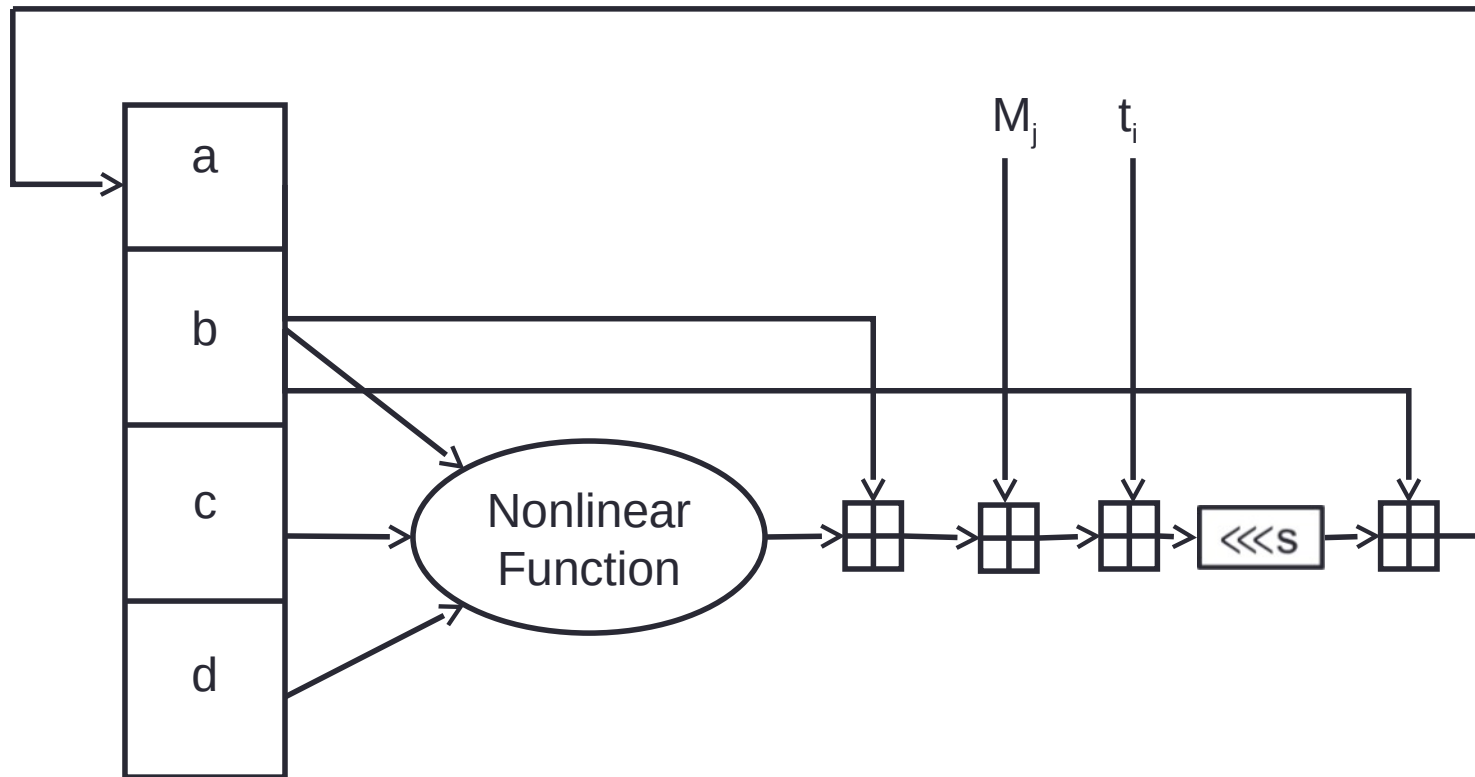 M_j t_i
a
b
c
Nonlinear
Function
<<<s
d